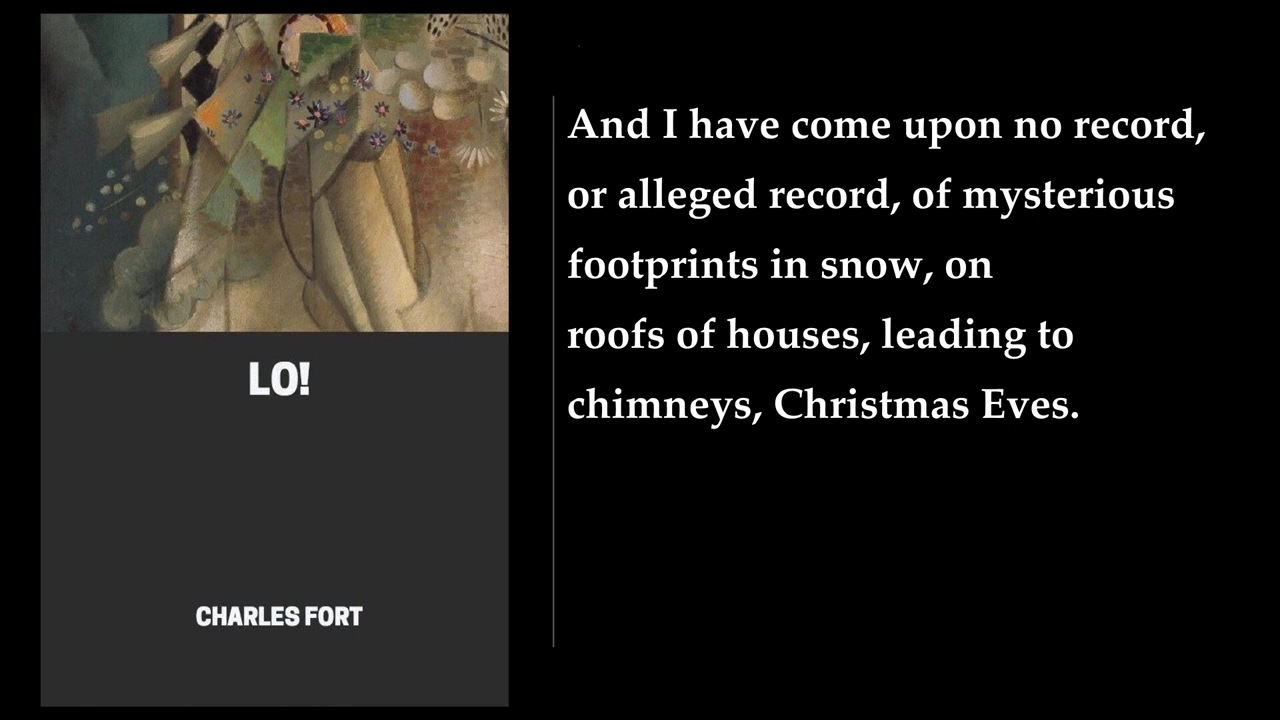 LO!
CHARLES FORT
And I have come upon no record,
or alleged record, of mysterious
footprints in snow, on
roofs of houses, leading to
chimneys, Christmas Eves.